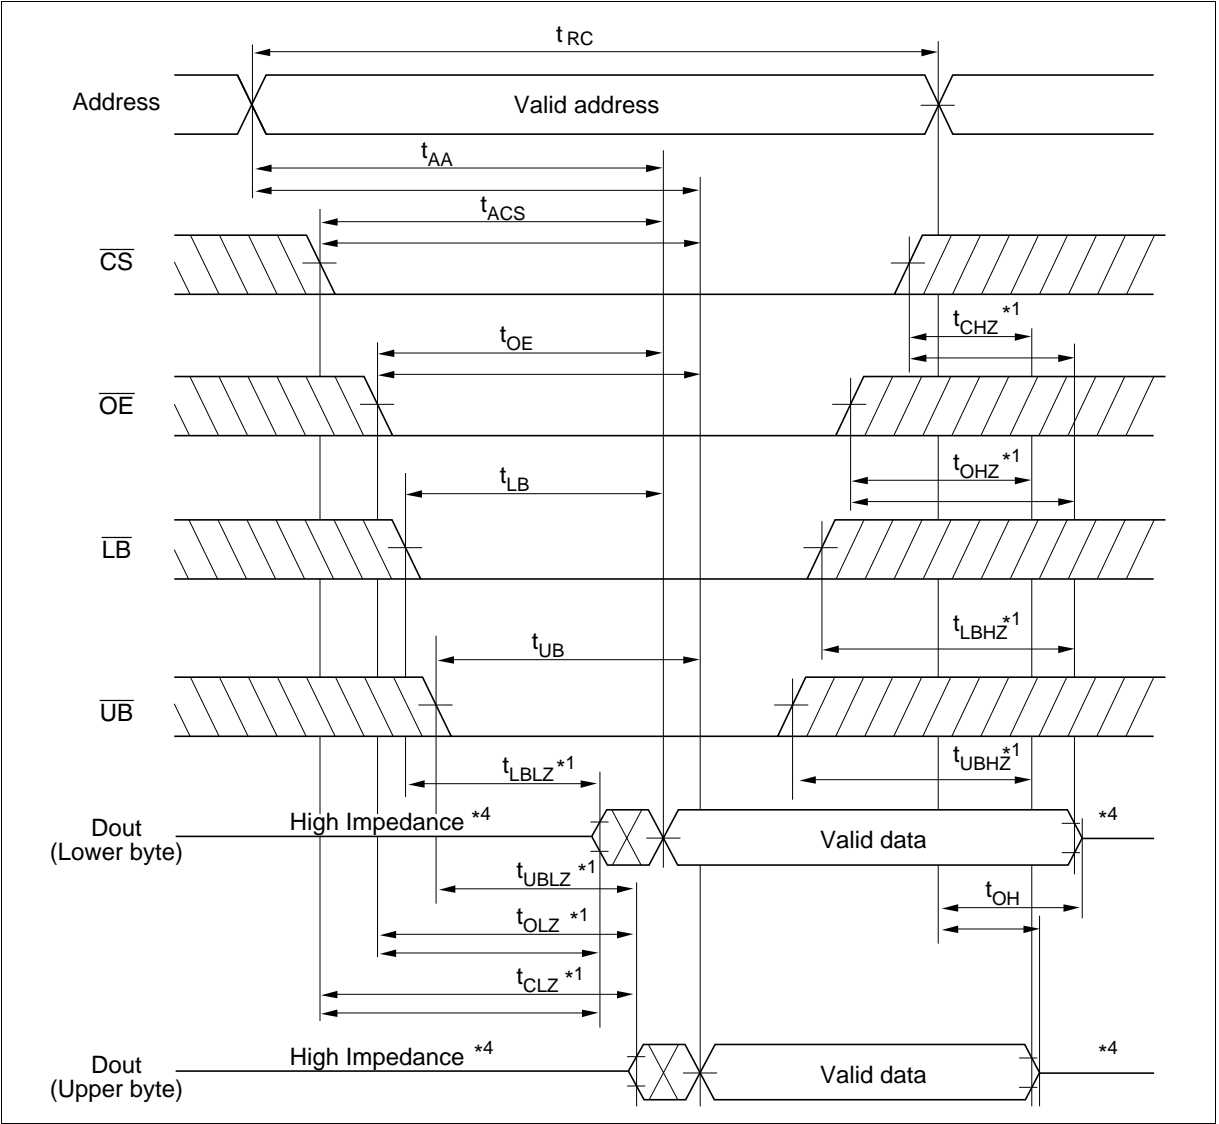 t RC
Address
Valid address
tAA
tACS
CS
tCHZ *1
tOE
OE
tOHZ *1
tLB
LB
tLBHZ *1
tUB
UB
tUBHZ *1
tLBLZ *1
High Impedance *4
*4
Dout
(Lower byte)
Valid data
tUBLZ *1
tOH
tOLZ *1
tCLZ *1
High Impedance *4
*4
Dout
(Upper byte)
Valid data